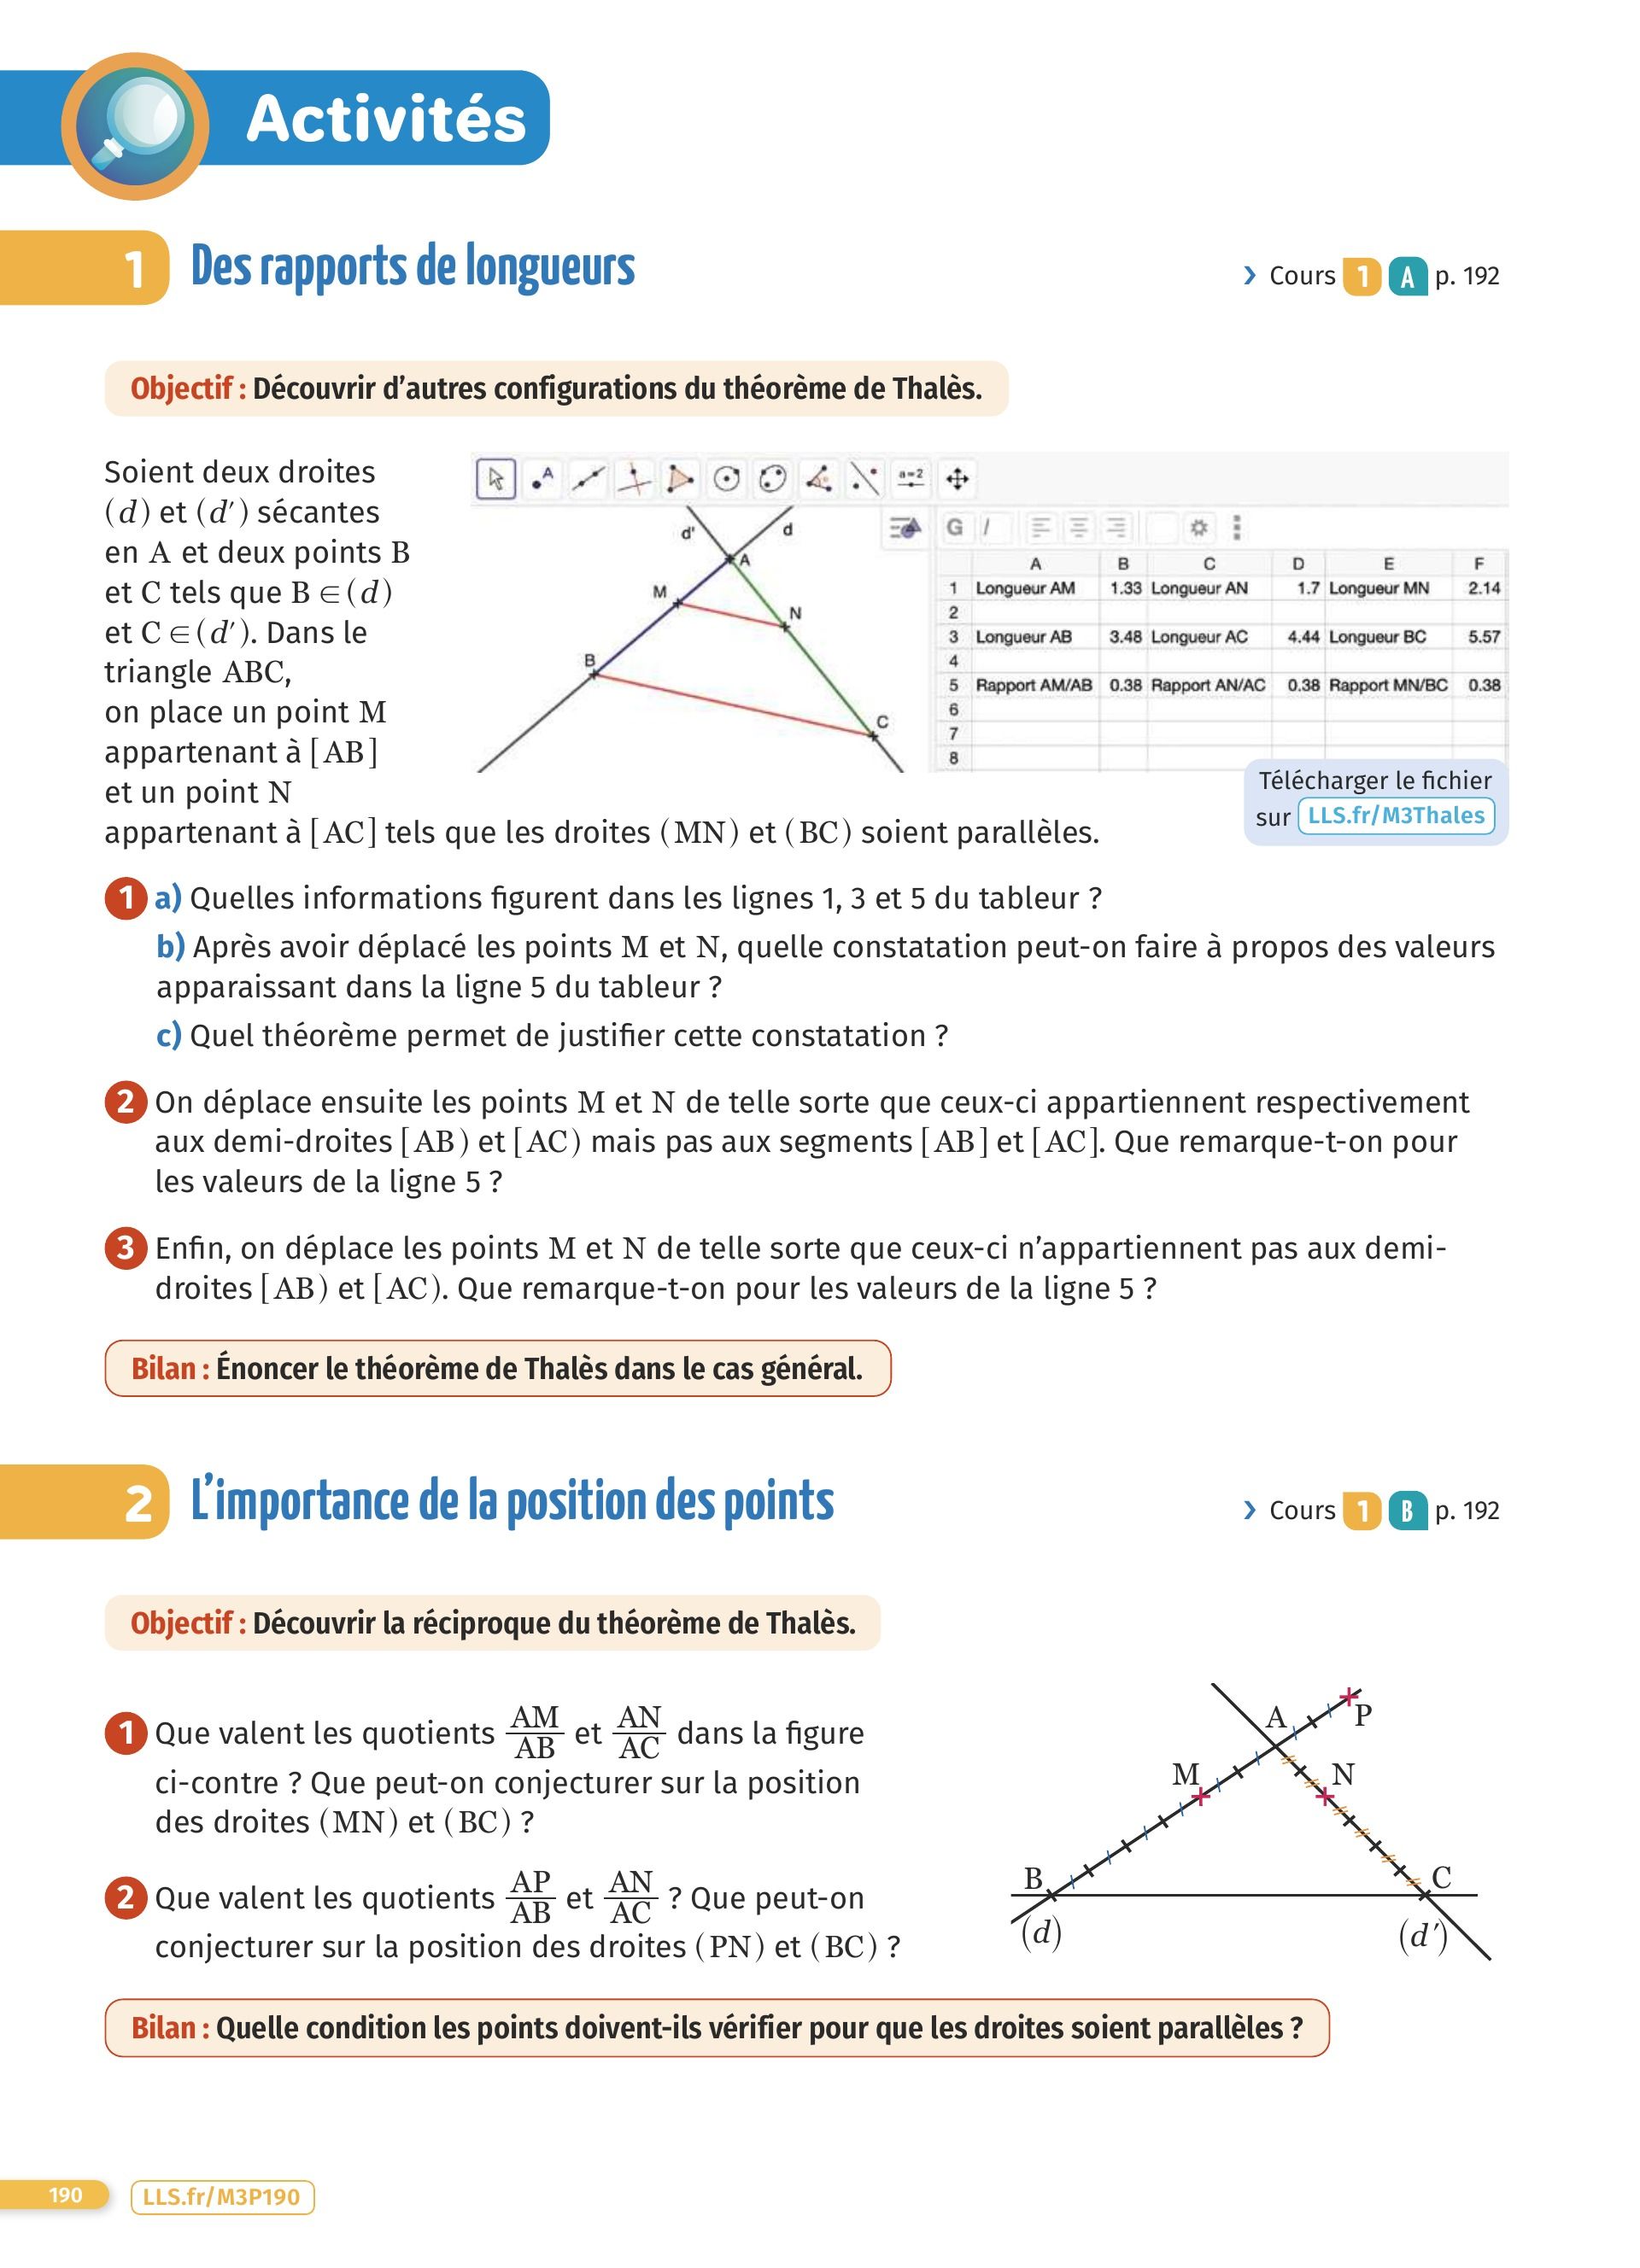 Activités
1 Des rapports de longueurs
› Cours 1 A p. 192
Objectif : Découvrir d’autres configurations du théorème de Thalès.
Soient deux droites
(d) et (d′) sécantes
en A et deux points B
et C tels que B ∈ (d)
et C ∈ (d′). Dans le
triangle ABC,
on place un point M
appartenant à [AB]
et un point N
appartenant à [AC] tels que les droites (MN) et (BC) soient parallèles.
A
a=2
d'
d
A
M
N
B
C
G I
A B C D E F
1 Longueur AM 1.33 Longueur AN 1.7 Longueur MN 2.14
2
3 Longueur AB 3.48 Longueur AC 4.44 Longueur BC 5.57
4
5 Rapport AM/AB 0.38 Rapport AN/AC 0.38 Rapport MN/BC 0.38
6
7
8
Télécharger le fichier
sur LLS.fr/M3Thales
1 a) Quelles informations figurent dans les lignes 1, 3 et 5 du tableur ?
b) Après avoir déplacé les points M et N, quelle constatation peut-on faire à propos des valeurs
apparaissant dans la ligne 5 du tableur ?
c) Quel théorème permet de justifier cette constatation ?
2 On déplace ensuite les points M et N de telle sorte que ceux-ci appartiennent respectivement
aux demi-droites [AB) et [AC) mais pas aux segments [AB] et [AC]. Que remarque-t-on pour
les valeurs de la ligne 5 ?
3 Enfin, on déplace les points M et N de telle sorte que ceux-ci n’appartiennent pas aux demi-
droites [AB) et [AC). Que remarque-t-on pour les valeurs de la ligne 5 ?
Bilan : Énoncer le théorème de Thalès dans le cas général.
2 L’importance de la position des points
› Cours 1 B p. 192
Objectif : Découvrir la réciproque du théorème de Thalès.
1 Que valent les quotients AM/AB et AN/AC dans la figure
ci-contre ? Que peut-on conjecturer sur la position
des droites (MN) et (BC) ?
2 Que valent les quotients AP/AB et AN/AC ? Que peut-on
conjecturer sur la position des droites (PN) et (BC) ?
A
P
M
N
B
C
(d)
(d′)
Bilan : Quelle condition les points doivent-ils vérifier pour que les droites soient parallèles ?
190
LLS.fr/M3P190